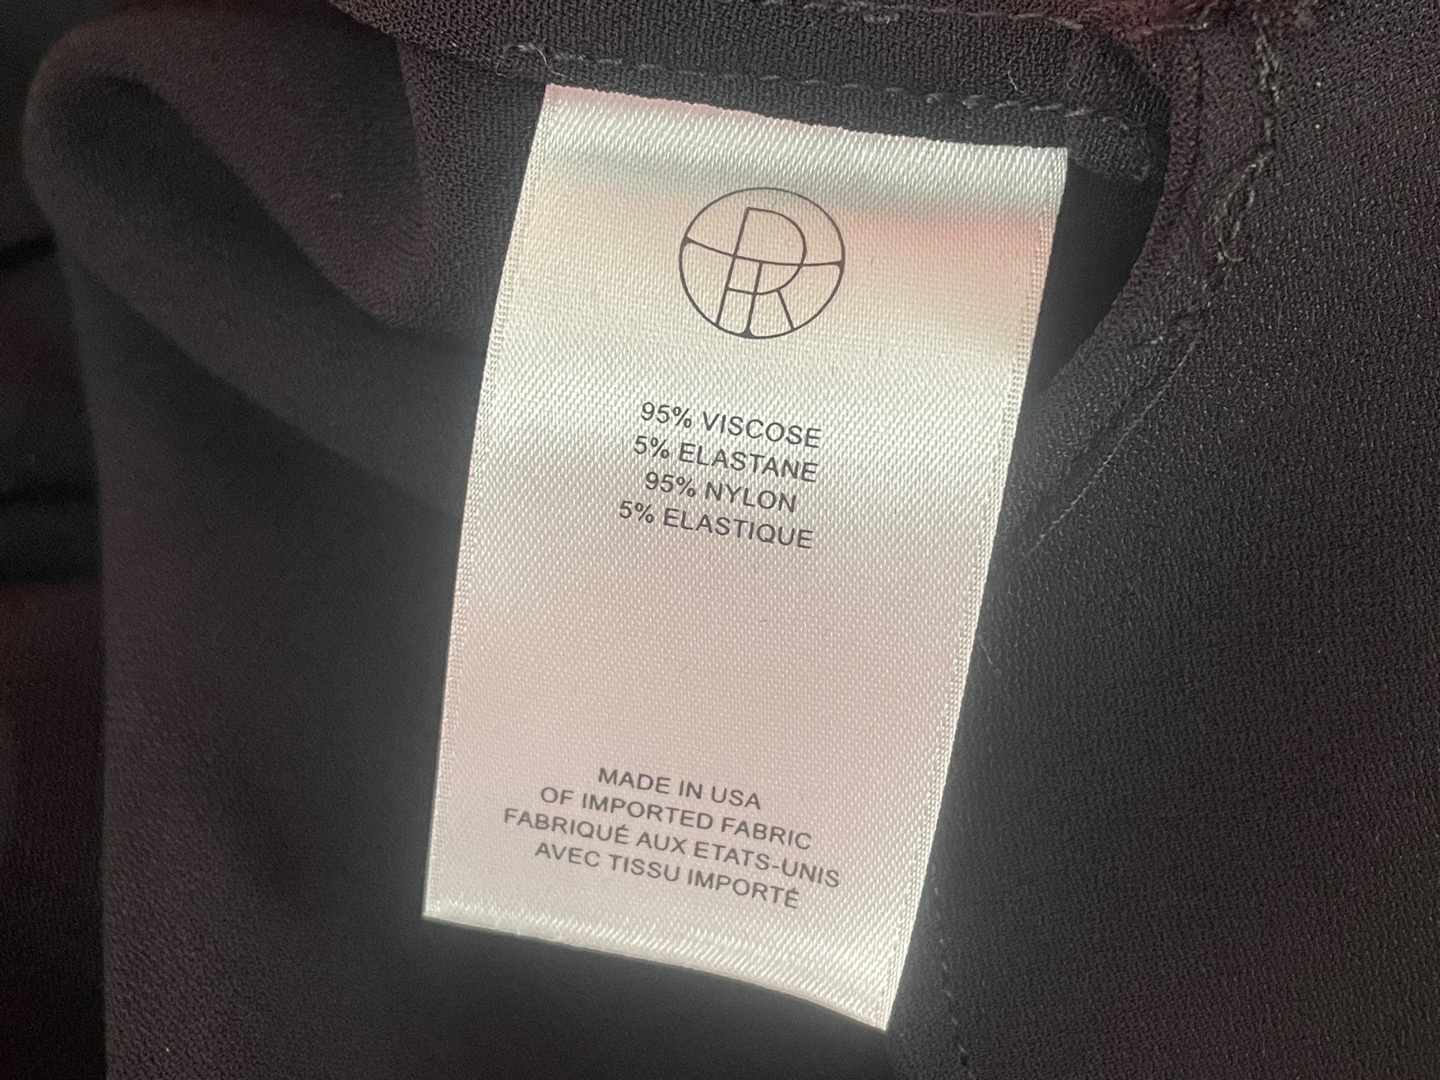 95% VISCOSE
5% ELASTANE
95% NYLON
5% ELASTIQUE
MADE IN USA
OF IMPORTED FABRIC
FABRIQUÉ AUX ETATS-UNIS
AVEC TISSU IMPORTÉ